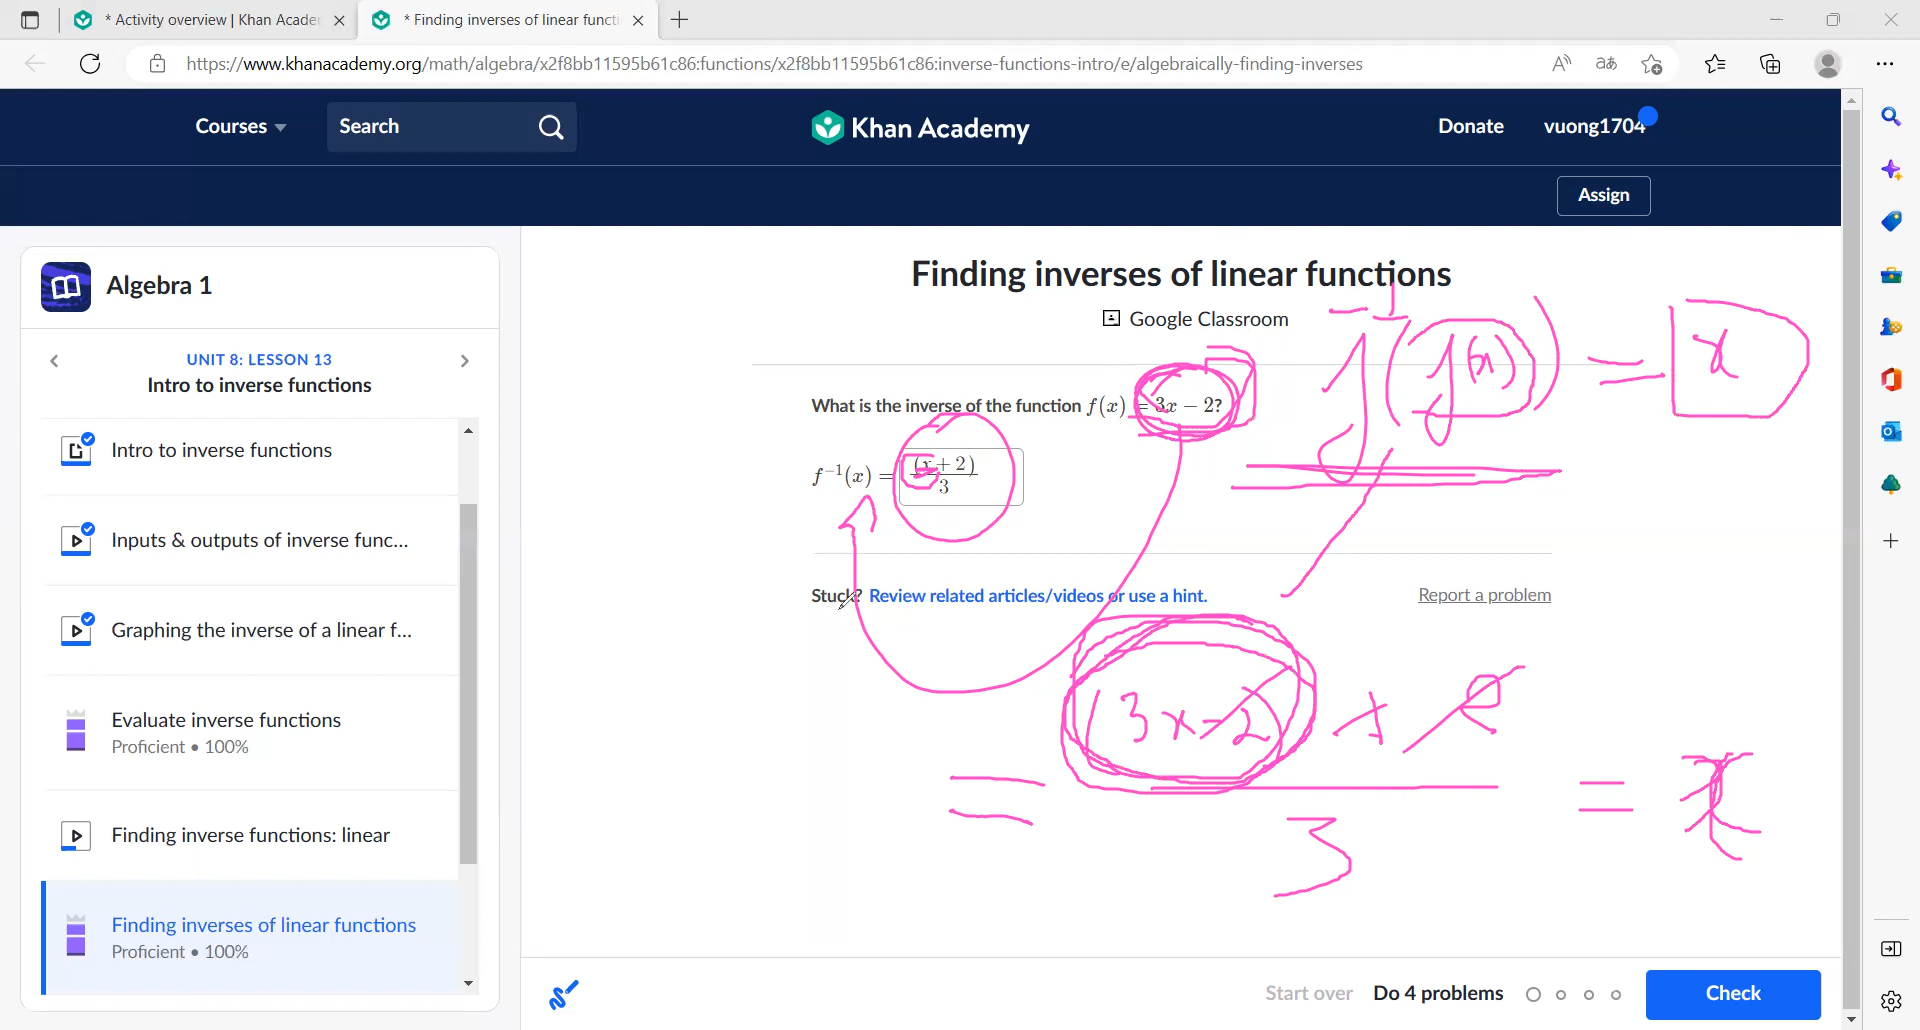 * Activity overview | Khan Acade
* Finding inverses of linear functi
https://www.khanacademy.org/math/algebra/x2f8bb11595b61c86:functions/x2f8bb11595b61c86:inverse-functions-intro/e/algebraically-finding-inverses
Courses
Search
Khan Academy
Donate
vuong1704
Assign
Algebra 1
UNIT 8: LESSON 13
Intro to inverse functions
Intro to inverse functions
Inputs & outputs of inverse func...
Graphing the inverse of a linear f...
Evaluate inverse functions
Proficient • 100%
Finding inverse functions: linear
Finding inverses of linear functions
Proficient • 100%
Finding inverses of linear functions
Google Classroom
f⁻¹(f(x)) = x
What is the inverse of the function f(x) = 3x − 2?
f⁻¹(x) = (x + 2)/3
Stuck? Review related articles/videos or use a hint.
Report a problem
= ((3x-2) + 2)/3 = x
Start over
Do 4 problems
Check